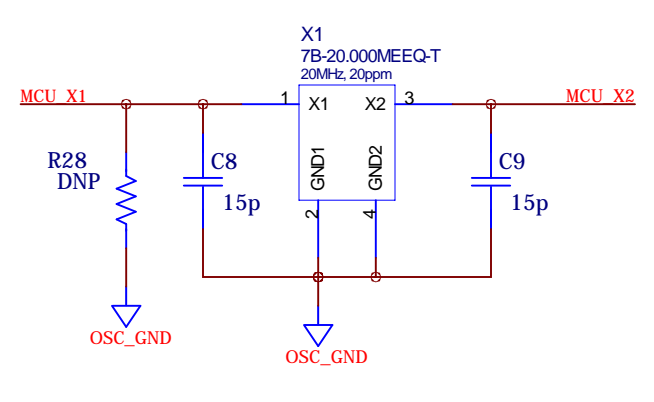 X1
7B-20.000MEEQ-T
20MHz, 20ppm
MCU_X1
1
X1
X2
3
MCU_X2
R28
DNP
C8
15p
GND1
GND2
C9
15p
2
4
OSC_GND
OSC_GND